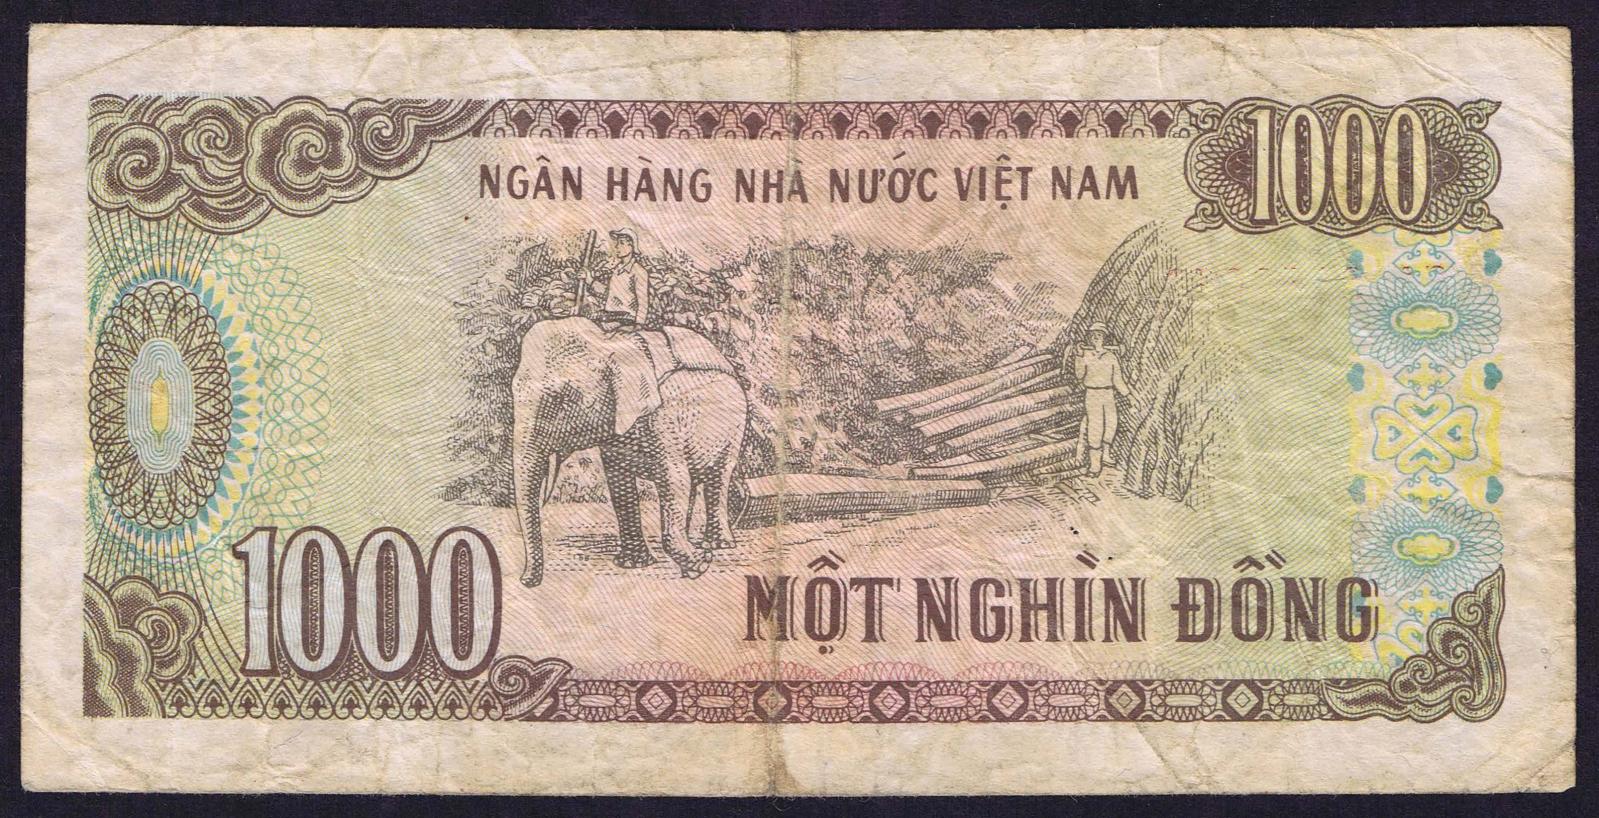 NGÂN HÀNG NHÀ NƯỚC VIỆT NAM
1000
1000
MỘT NGHÌN ĐỒNG